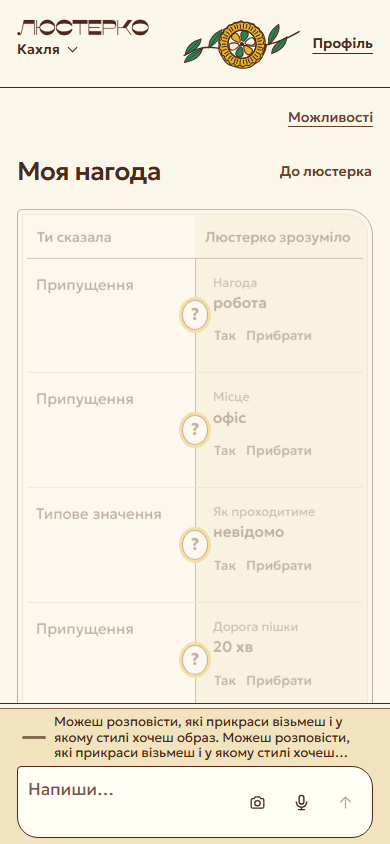 ЛЮСТЕРКО
Кахля
Профіль
Можливості
Моя нагода
До люстерка
Ти сказала
Люстерко зрозуміло
Припущення
Нагода
робота
?
Так Прибрати
Припущення
Місце
офіс
?
Так Прибрати
Типове значення
Як проходитиме
невідомо
?
Так Прибрати
Припущення
Дорога пішки
20 хв
?
Так Прибрати
Можеш розповісти, які прикраси візьмеш і у
якому стилі хочеш образ. Можеш розповісти,
які прикраси візьмеш і у якому стилі хочеш…
Напиши…